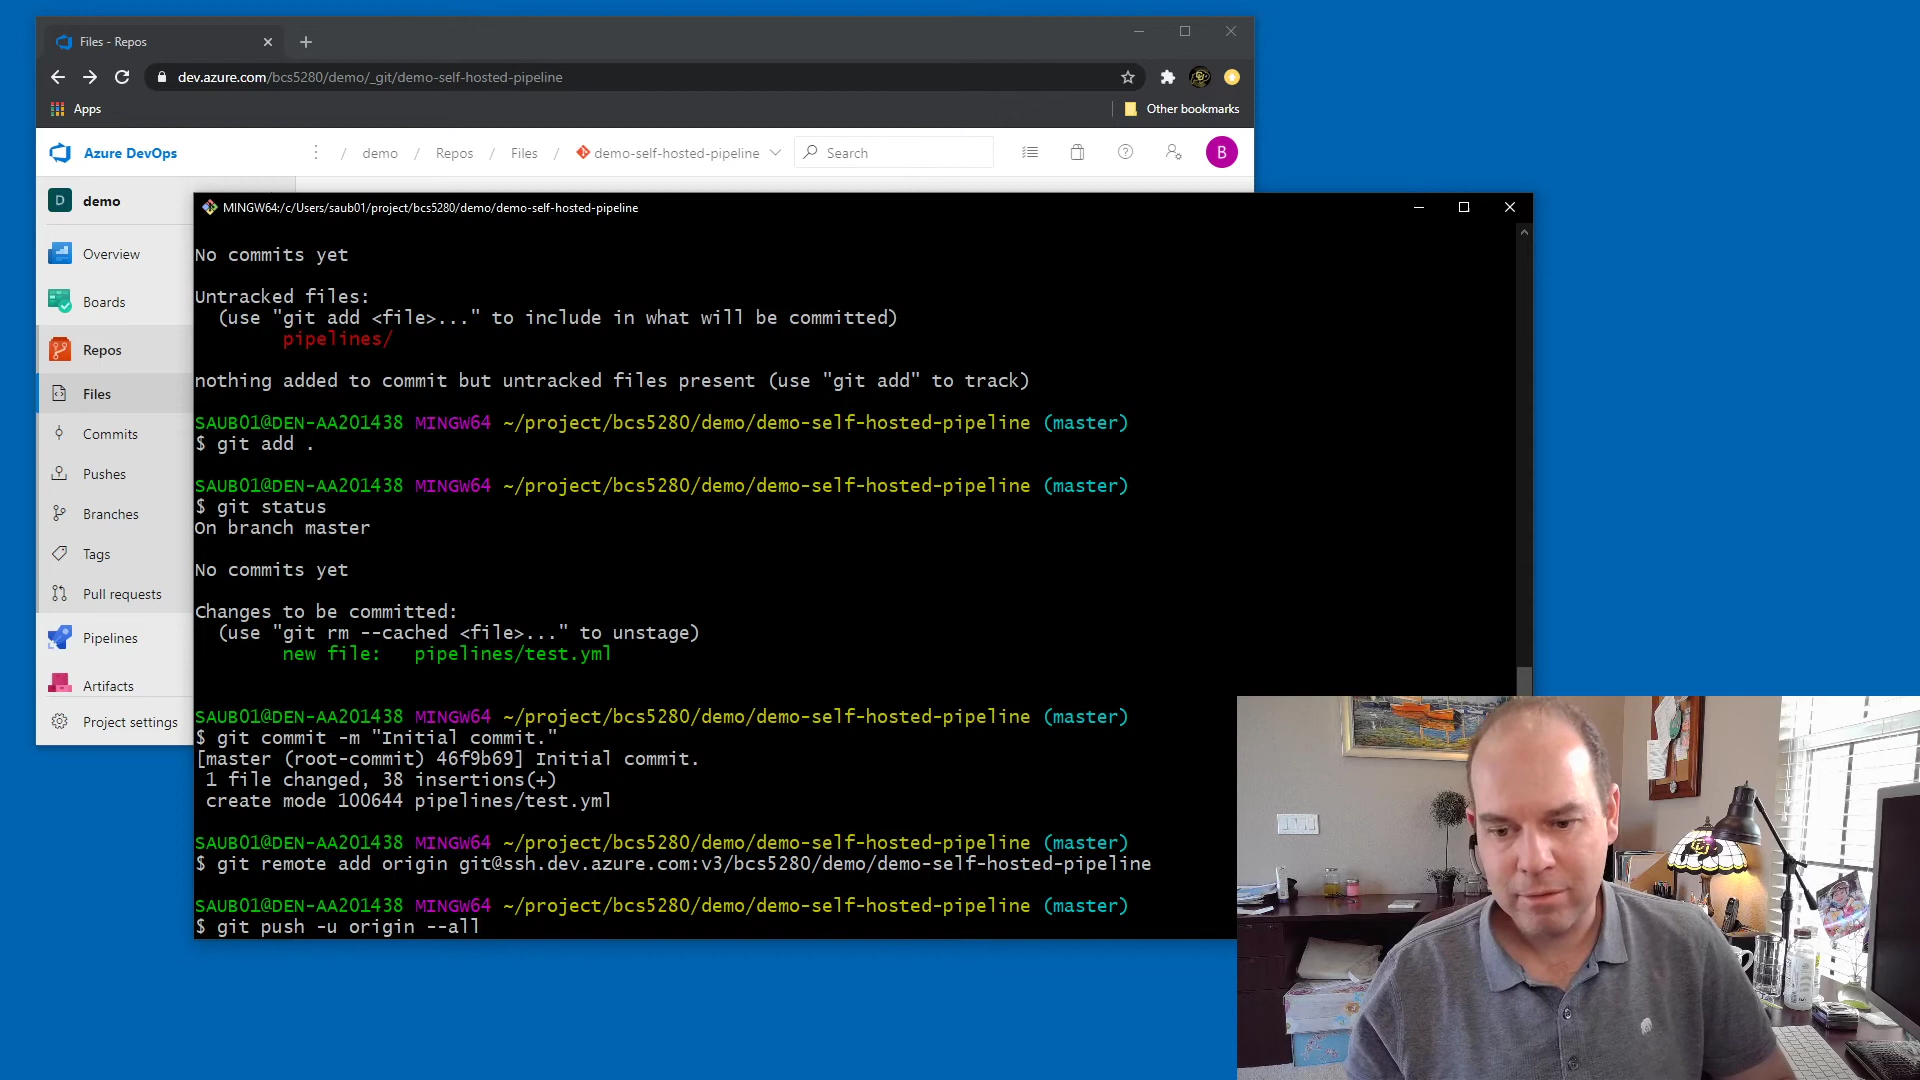 Files - Repos
dev.azure.com/bcs5280/demo/_git/demo-self-hosted-pipeline
Apps
Other bookmarks
Azure DevOps
/ demo / Repos / Files / demo-self-hosted-pipeline
Search
B
D demo
Overview
Boards
Repos
Files
Commits
Pushes
Branches
Tags
Pull requests
Pipelines
Artifacts
Project settings
MINGW64:/c/Users/saub01/project/bcs5280/demo/demo-self-hosted-pipeline
No commits yet
Untracked files:
(use "git add <file>..." to include in what will be committed)
pipelines/
nothing added to commit but untracked files present (use "git add" to track)
SAUB01@DEN-AA201438 MINGW64 ~/project/bcs5280/demo/demo-self-hosted-pipeline (master)
$ git add .
SAUB01@DEN-AA201438 MINGW64 ~/project/bcs5280/demo/demo-self-hosted-pipeline (master)
$ git status
On branch master
No commits yet
Changes to be committed:
(use "git rm --cached <file>..." to unstage)
new file: pipelines/test.yml
SAUB01@DEN-AA201438 MINGW64 ~/project/bcs5280/demo/demo-self-hosted-pipeline (master)
$ git commit -m "Initial commit."
[master (root-commit) 46f9b69] Initial commit.
1 file changed, 38 insertions(+)
create mode 100644 pipelines/test.yml
SAUB01@DEN-AA201438 MINGW64 ~/project/bcs5280/demo/demo-self-hosted-pipeline (master)
$ git remote add origin git@ssh.dev.azure.com:v3/bcs5280/demo/demo-self-hosted-pipeline
SAUB01@DEN-AA201438 MINGW64 ~/project/bcs5280/demo/demo-self-hosted-pipeline (master)
$ git push -u origin --all